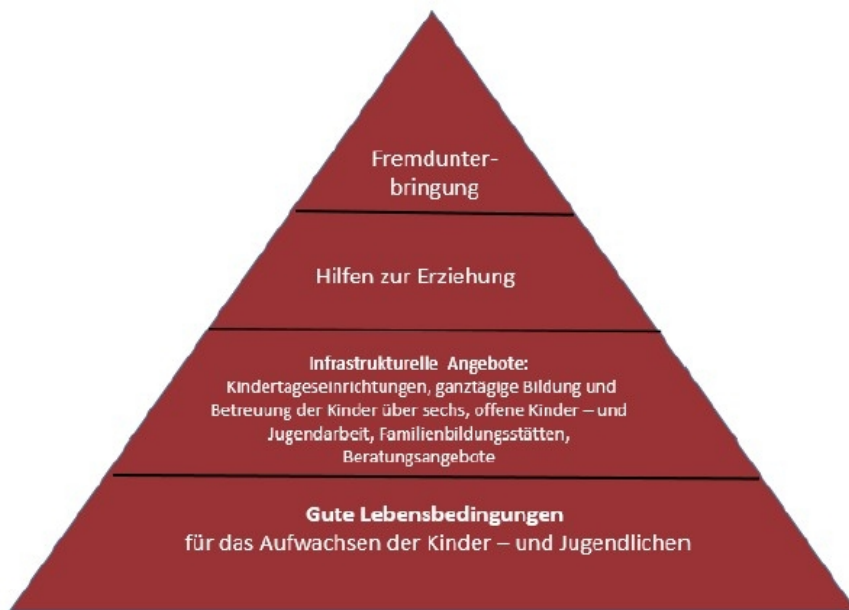 Fremdunter-
bringung
Hilfen zur Erziehung
Infrastrukturelle Angebote:
Kindertageseinrichtungen, ganztägige Bildung und
Betreuung der Kinder über sechs, offene Kinder – und
Jugendarbeit, Familienbildungsstätten,
Beratungsangebote
Gute Lebensbedingungen
für das Aufwachsen der Kinder – und Jugendlichen